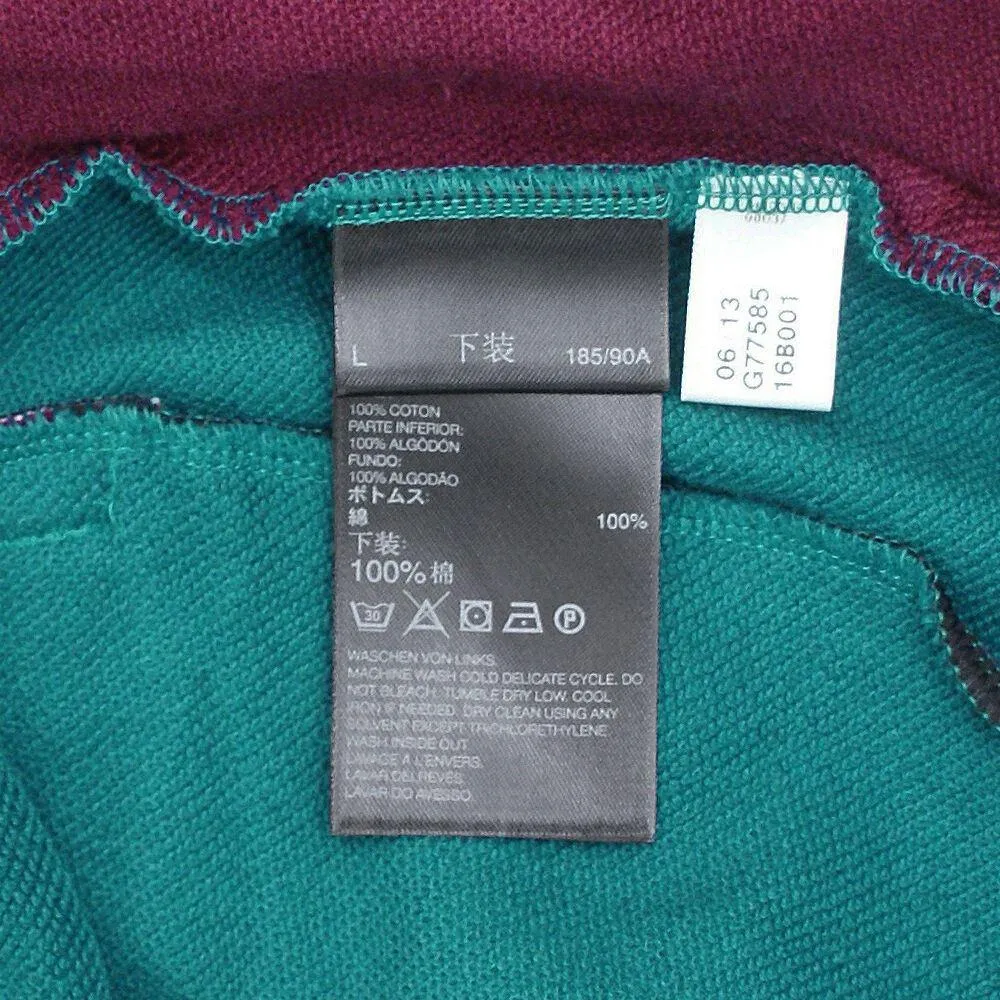 L 下装 185/90A
100% COTON
PARTE INFERIOR:
100% ALGODÓN
FUNDO:
100% ALGODÃO
ボトムス:
綿 100%
下装:
100%棉
30 P
WASCHEN VON LINKS.
MACHINE WASH COLD DELICATE CYCLE. DO
NOT BLEACH. TUMBLE DRY LOW. COOL
IRON IF NEEDED. DRY CLEAN USING ANY
SOLVENT EXCEPT TRICHLORETHYLENE
WASH INSIDE OUT
LAVAGE A L'ENVERS.
LAVAR DEL REVES.
LAVAR DO AVESSO.
06/13
G77585
16B001